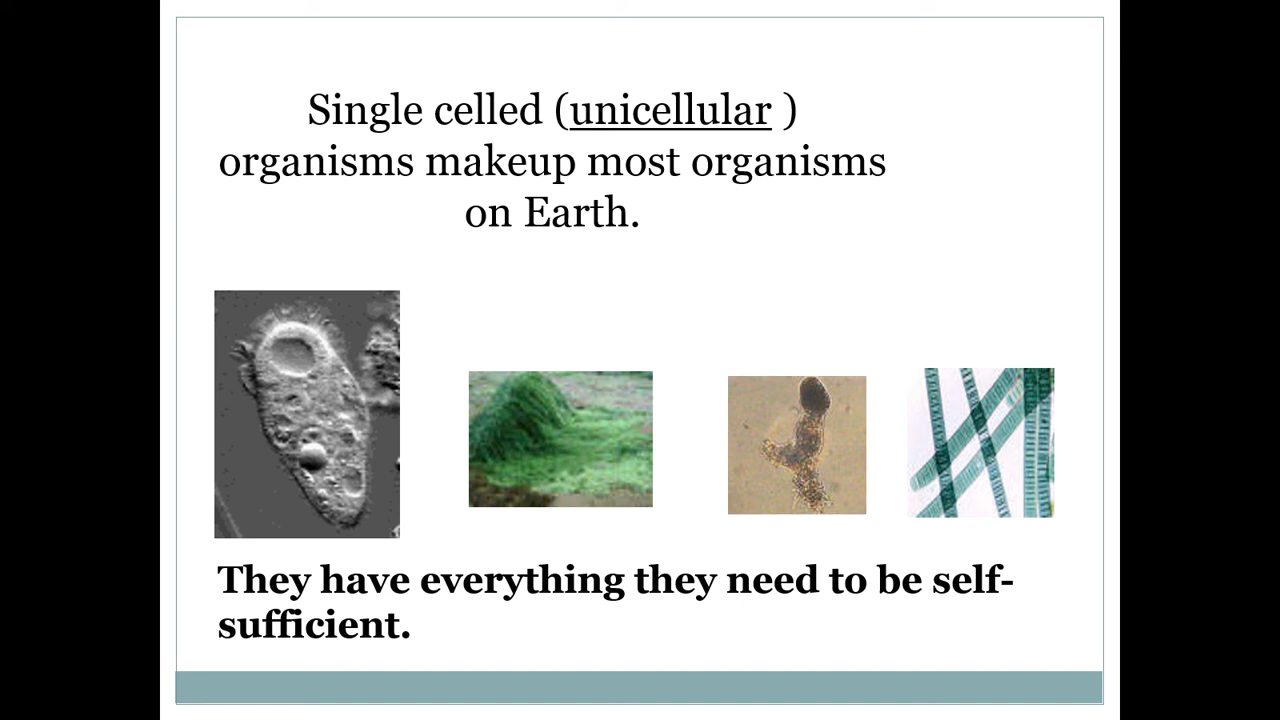 Single celled (unicellular )
organisms makeup most organisms
on Earth.
They have everything they need to be self-
sufficient.